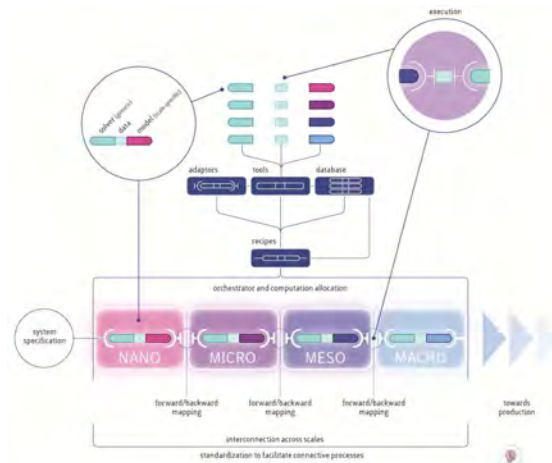 execution
solver (generic)
data
model (scale-specific)
adaptors
tools
database
recipes
orchestrator and computation allocation
system
specification
NANO
MICRO
MESO
MACRO
forward/backward
mapping
forward/backward
mapping
forward/backward
mapping
towards
production
interconnection across scales
standardization to facilitate connective processes